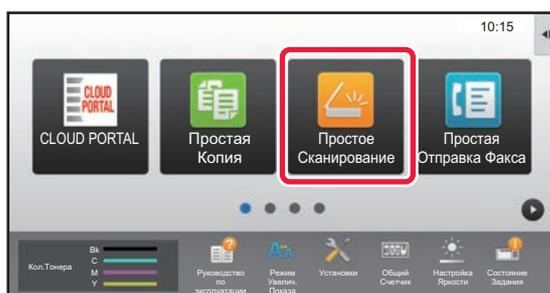 10:15
CLOUD
PORTAL
CLOUD PORTAL
Простая
Копия
Простое
Сканирование
Простая
Отправка Факса
Кол.Тонера
Bk
C
M
Y
Руководство
по
эксплуатации
Режим
Увелич.
Показа
Установки
Общий
Счетчик
Настройка
Яркости
Состояние
Задания